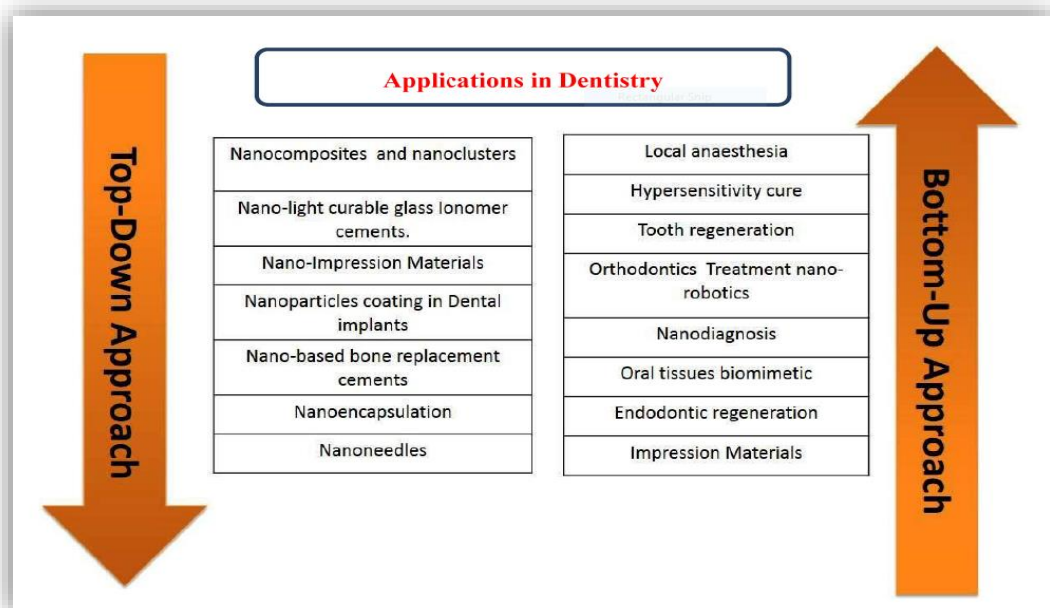 Applications in Dentistry
Top-Down Approach
Nanocomposites and nanoclusters
Nano-light curable glass Ionomer
cements.
Nano-Impression Materials
Nanoparticles coating in Dental
implants
Nano-based bone replacement
cements
Nanoencapsulation
Nanoneedles
Local anaesthesia
Hypersensitivity cure
Tooth regeneration
Orthodontics Treatment nano-
robotics
Nanodiagnosis
Oral tissues biomimetic
Endodontic regeneration
Impression Materials
Bottom-Up Approach